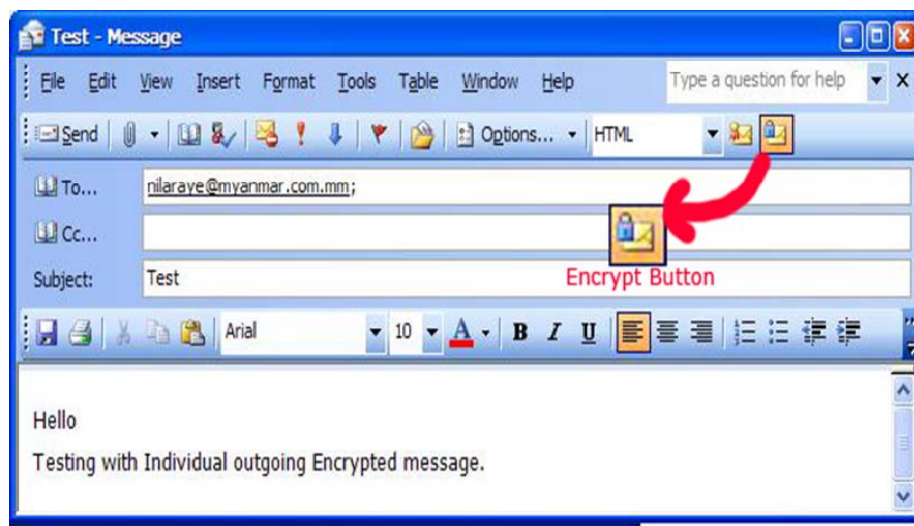 Test - Message
File Edit View Insert Format Tools Table Window Help Type a question for help
Send Options... HTML
To... nilaraye@myanmar.com.mm;
Cc...
Encrypt Button
Subject: Test
Arial 10 A B I U
Hello
Testing with Individual outgoing Encrypted message.